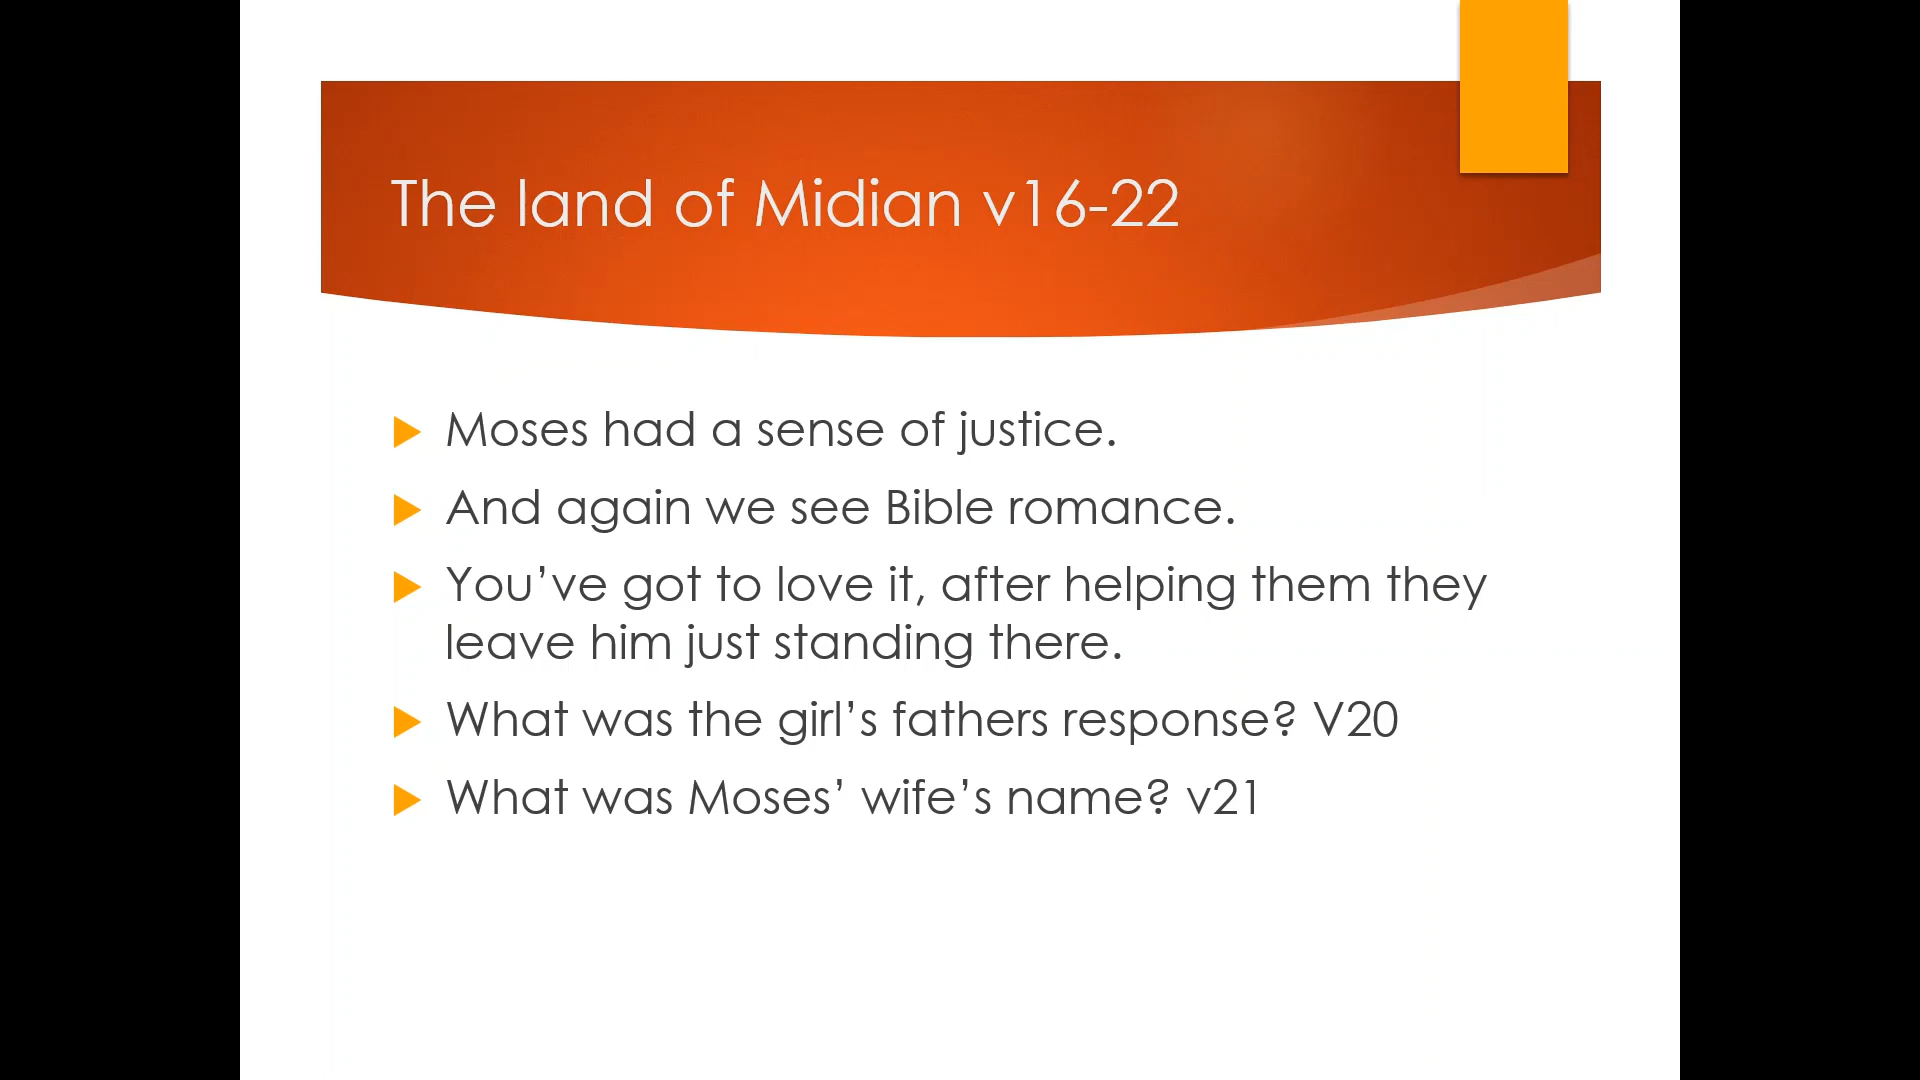 The land of Midian v16-22
Moses had a sense of justice.
And again we see Bible romance.
You’ve got to love it, after helping them they
leave him just standing there.
What was the girl’s fathers response? V20
What was Moses’ wife’s name? v21